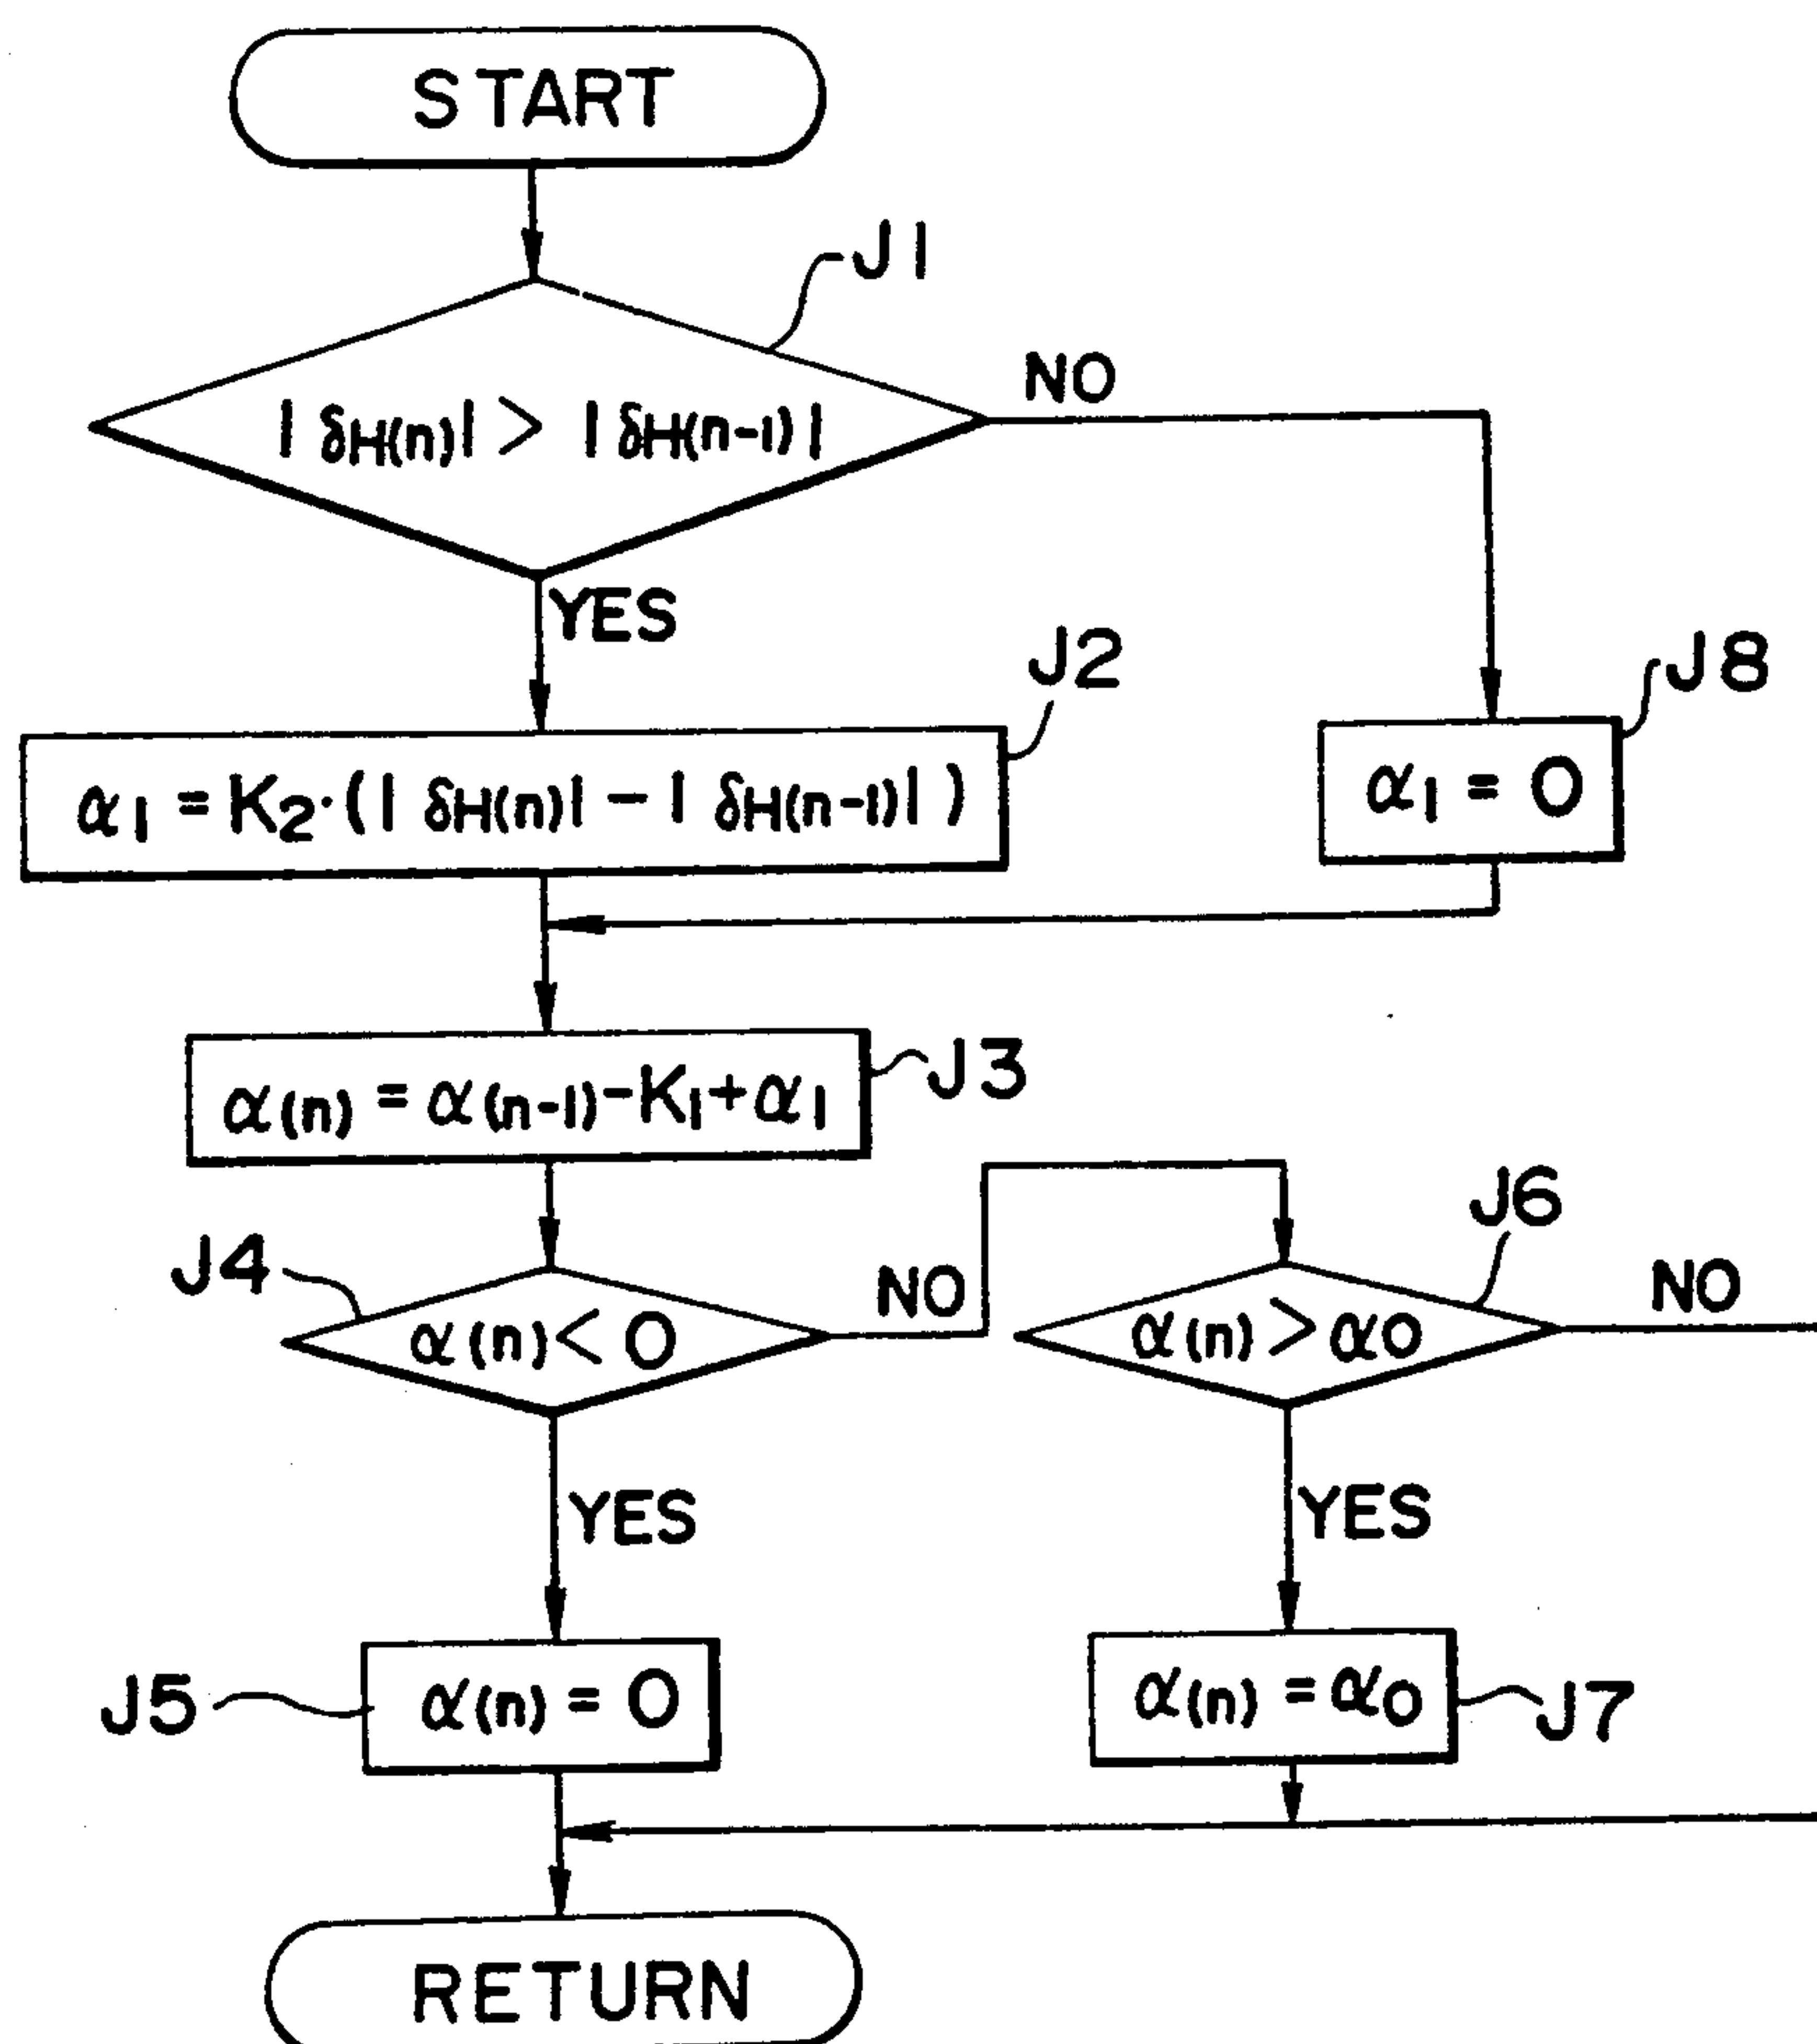 START
J1
NO
| δH(n)| > | δH(n-1)|
YES
J2
J8
α1 = K2·(| δH(n)| - | δH(n-1)| )
α1 = 0
J3
α(n) = α(n-1)-K1+α1
J6
J4
NO
NO
α(n) < 0
α(n) > α0
YES
YES
J5
α(n) = 0
α(n) = α0
J7
RETURN